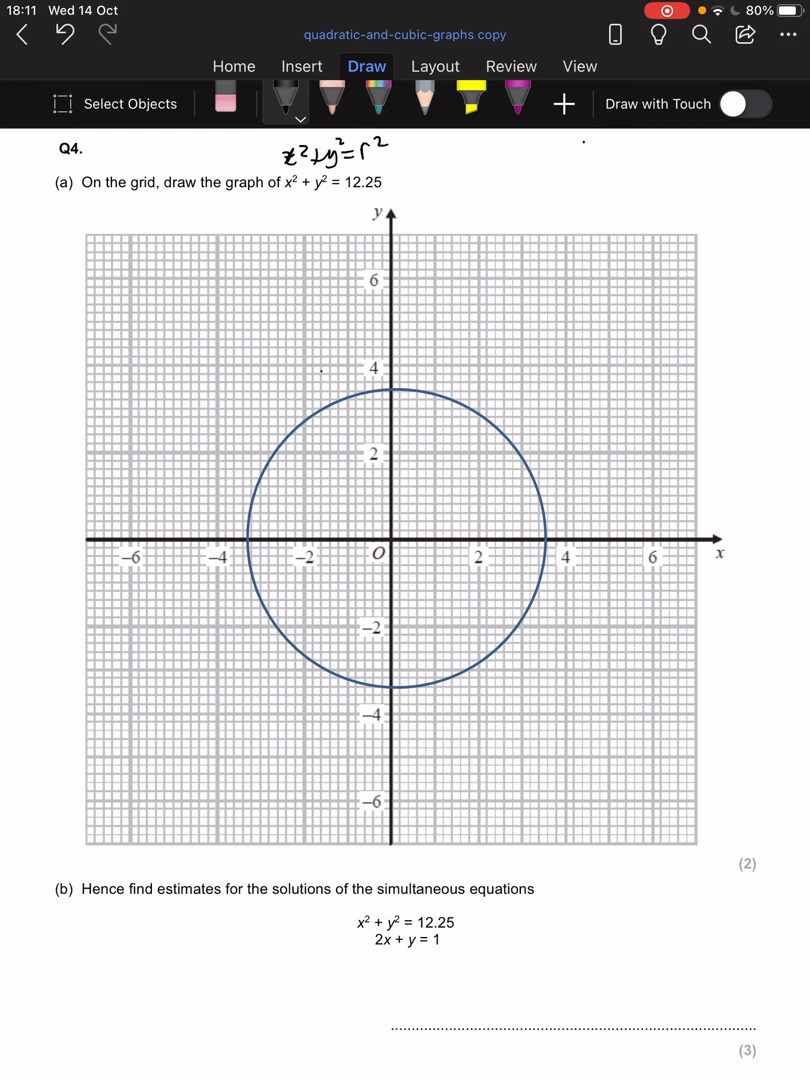 18:11 Wed 14 Oct
80%
quadratic-and-cubic-graphs copy
Home Insert Draw Layout Review View
Select Objects
Draw with Touch
Q4.
x²+y²=r²
(a) On the grid, draw the graph of x² + y² = 12.25
y
6
4
2
−6 −4 −2 O 2 4 6 x
−2
−4
−6
(2)
(b) Hence find estimates for the solutions of the simultaneous equations
x² + y² = 12.25
2x + y = 1
(3)